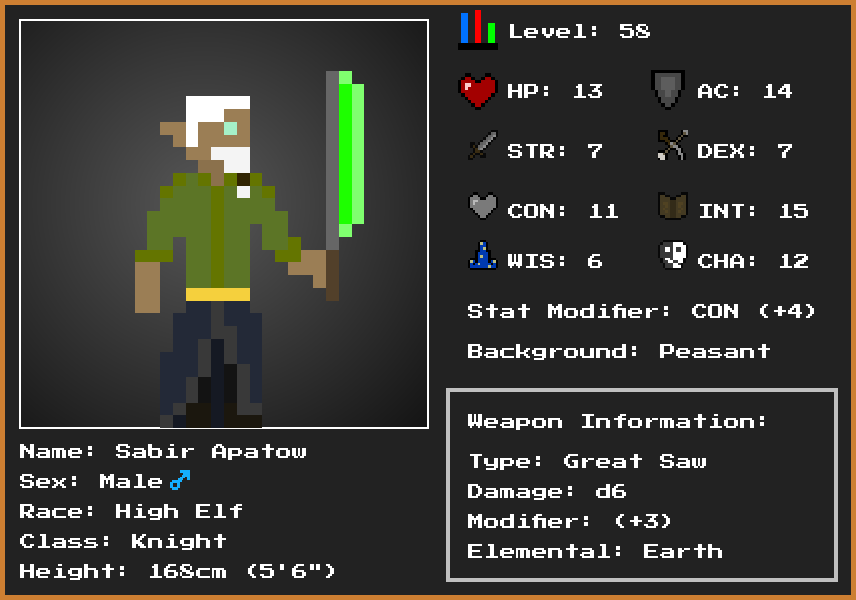 Level: 58
HP: 13
AC: 14
STR: 7
DEX: 7
CON: 11
INT: 15
WIS: 6
CHA: 12
Stat Modifier: CON (+4)
Background: Peasant
Weapon Information:
Type: Great Saw
Damage: d6
Modifier: (+3)
Elemental: Earth
Name: Sabir Apatow
Sex: Male♂
Race: High Elf
Class: Knight
Height: 168cm (5'6")